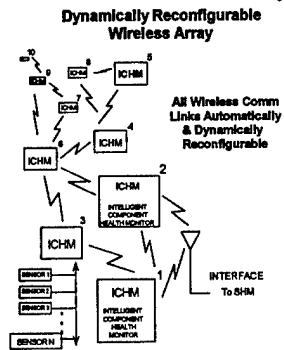 Dynamically Reconfigurable
Wireless Array
10
9
ICHM
8
ICHM
5
ICHM
7
ICHM
All Wireless Comm
Links Automatically
& Dynamically
Reconfigurable
4
ICHM
6
ICHM
2
ICHM
INTELLIGENT
COMPONENT
HEALTH MONITOR
3
ICHM
1
ICHM
INTELLIGENT
COMPONENT
HEALTH
MONITOR
INTERFACE
To SHM
SENSOR 1
SENSOR 2
SENSOR 3
SENSOR N